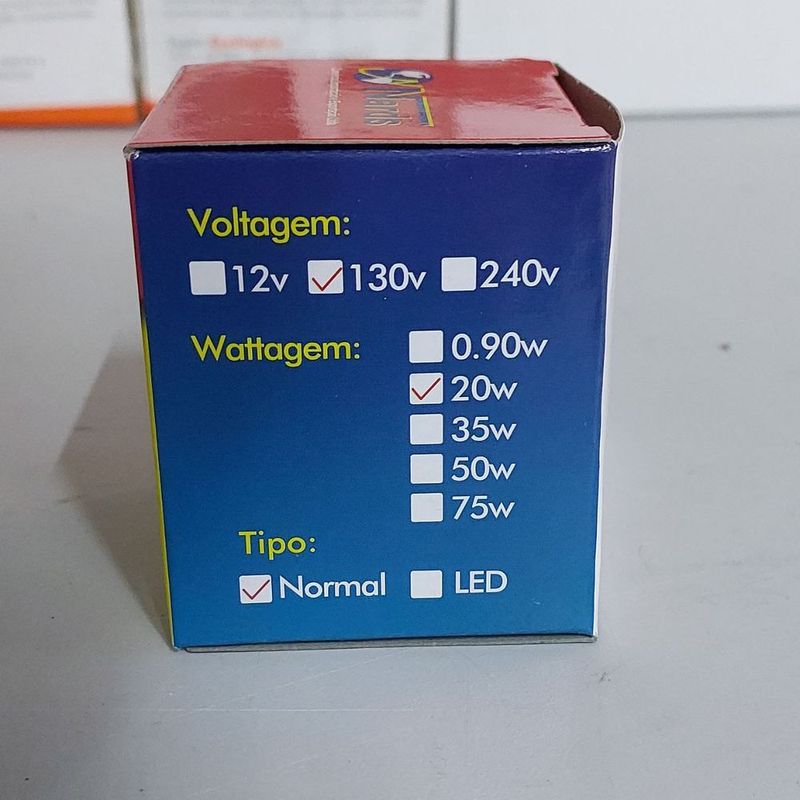 Voltagem:
12v 130v 240v
Wattagem:
0.90w
20w
35w
50w
75w
Tipo:
Normal LED